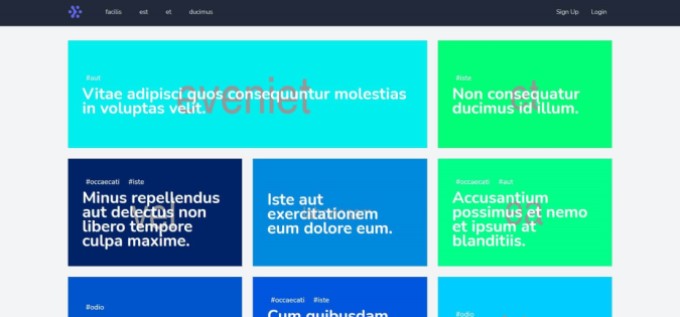 facilis est et ducimus Sign Up Login
#aut
eveniet
Vitae adipisci quos consequuntur molestias
in voluptas velit.
#iste
et
Non consequatur
ducimus id illum.
#occaecati #iste
vel
Minus repellendus
aut delectus non
libero tempore
culpa maxime.
Iste aut
exercitationem
eum dolore eum.
#occaecati #aut
Accusantium
possimus et nemo
et ipsum at
blanditiis.
#odio
#occaecati #iste
Cum quibusdam
#odio